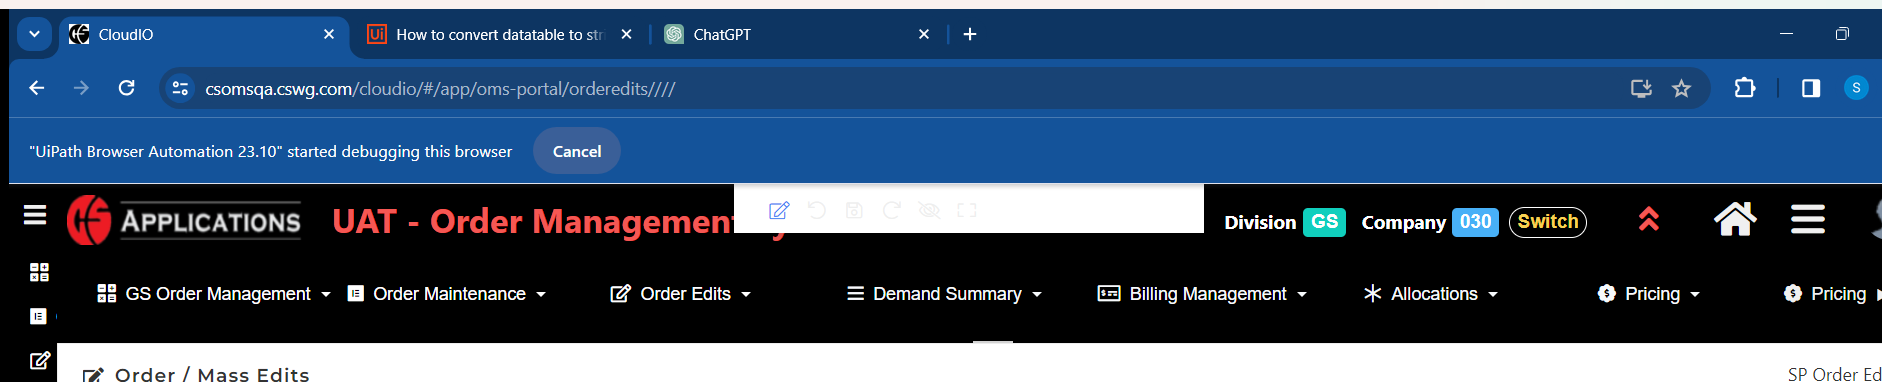 CloudIO
How to convert datatable to str
ChatGPT
csomsqa.cswg.com/cloudio/#/app/oms-portal/orderedits////
S
"UiPath Browser Automation 23.10" started debugging this browser
Cancel
APPLICATIONS
UAT - Order Management
Division GS Company 030 Switch
GS Order Management
Order Maintenance
Order Edits
Demand Summary
Billing Management
Allocations
Pricing
Pricing
Order / Mass Edits
SP Order Ed